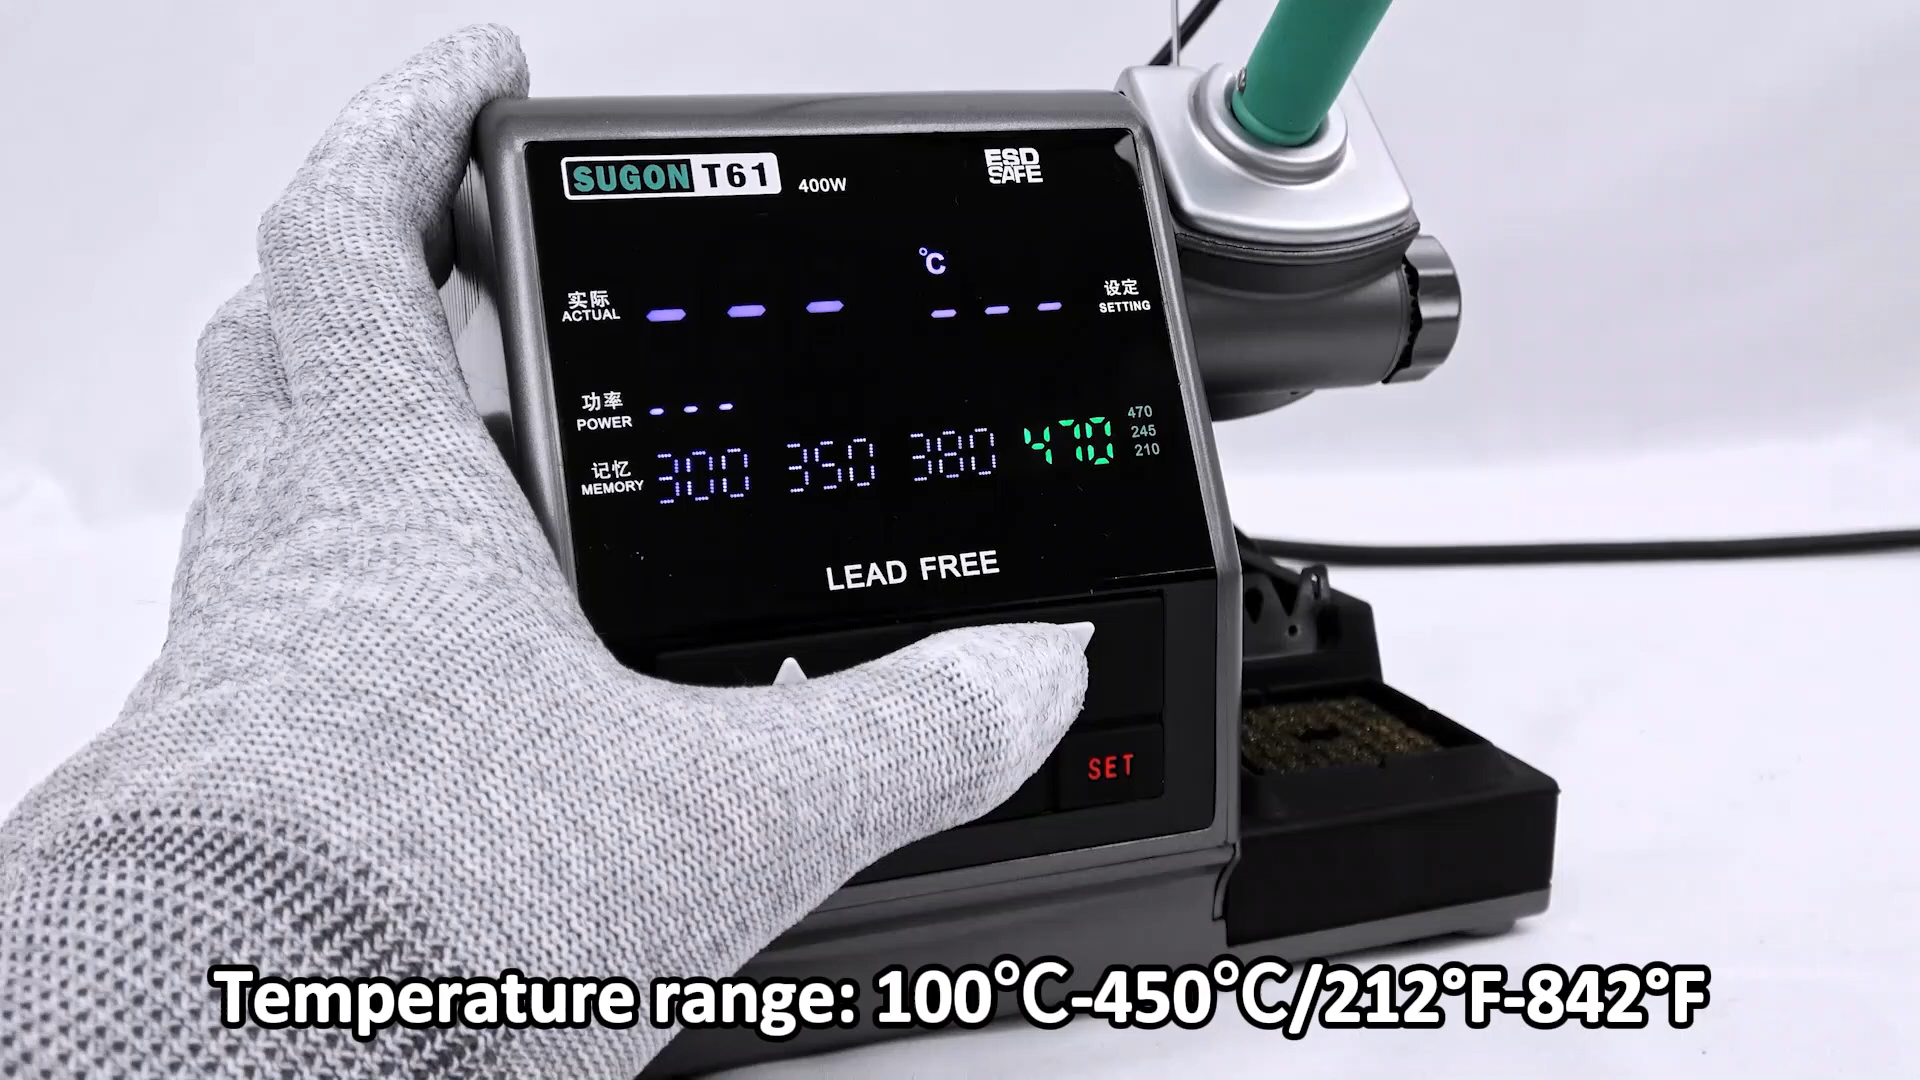 SUGON T61 400W
ESD
SAFE
°C
实际
ACTUAL
- - -
- - -
设定
SETTING
功率
POWER
- - -
记忆
MEMORY
300 350 380 470
470
245
210
LEAD FREE
SET
Temperature range: 100°C-450°C/212°F-842°F